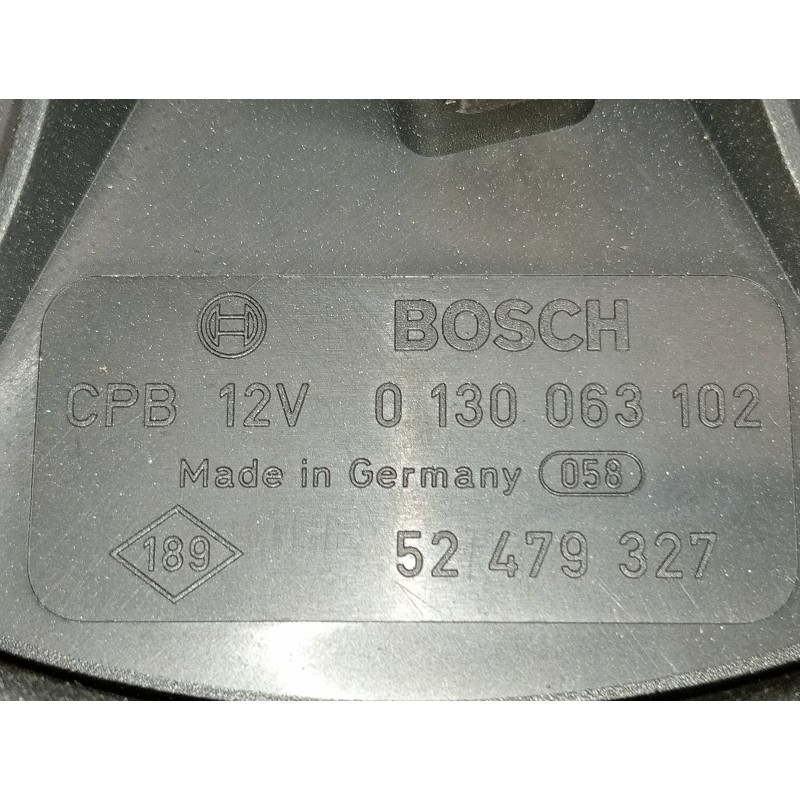 BOSCH
CPB 12V 0 130 063 102
Made in Germany 058
189 52 479 327